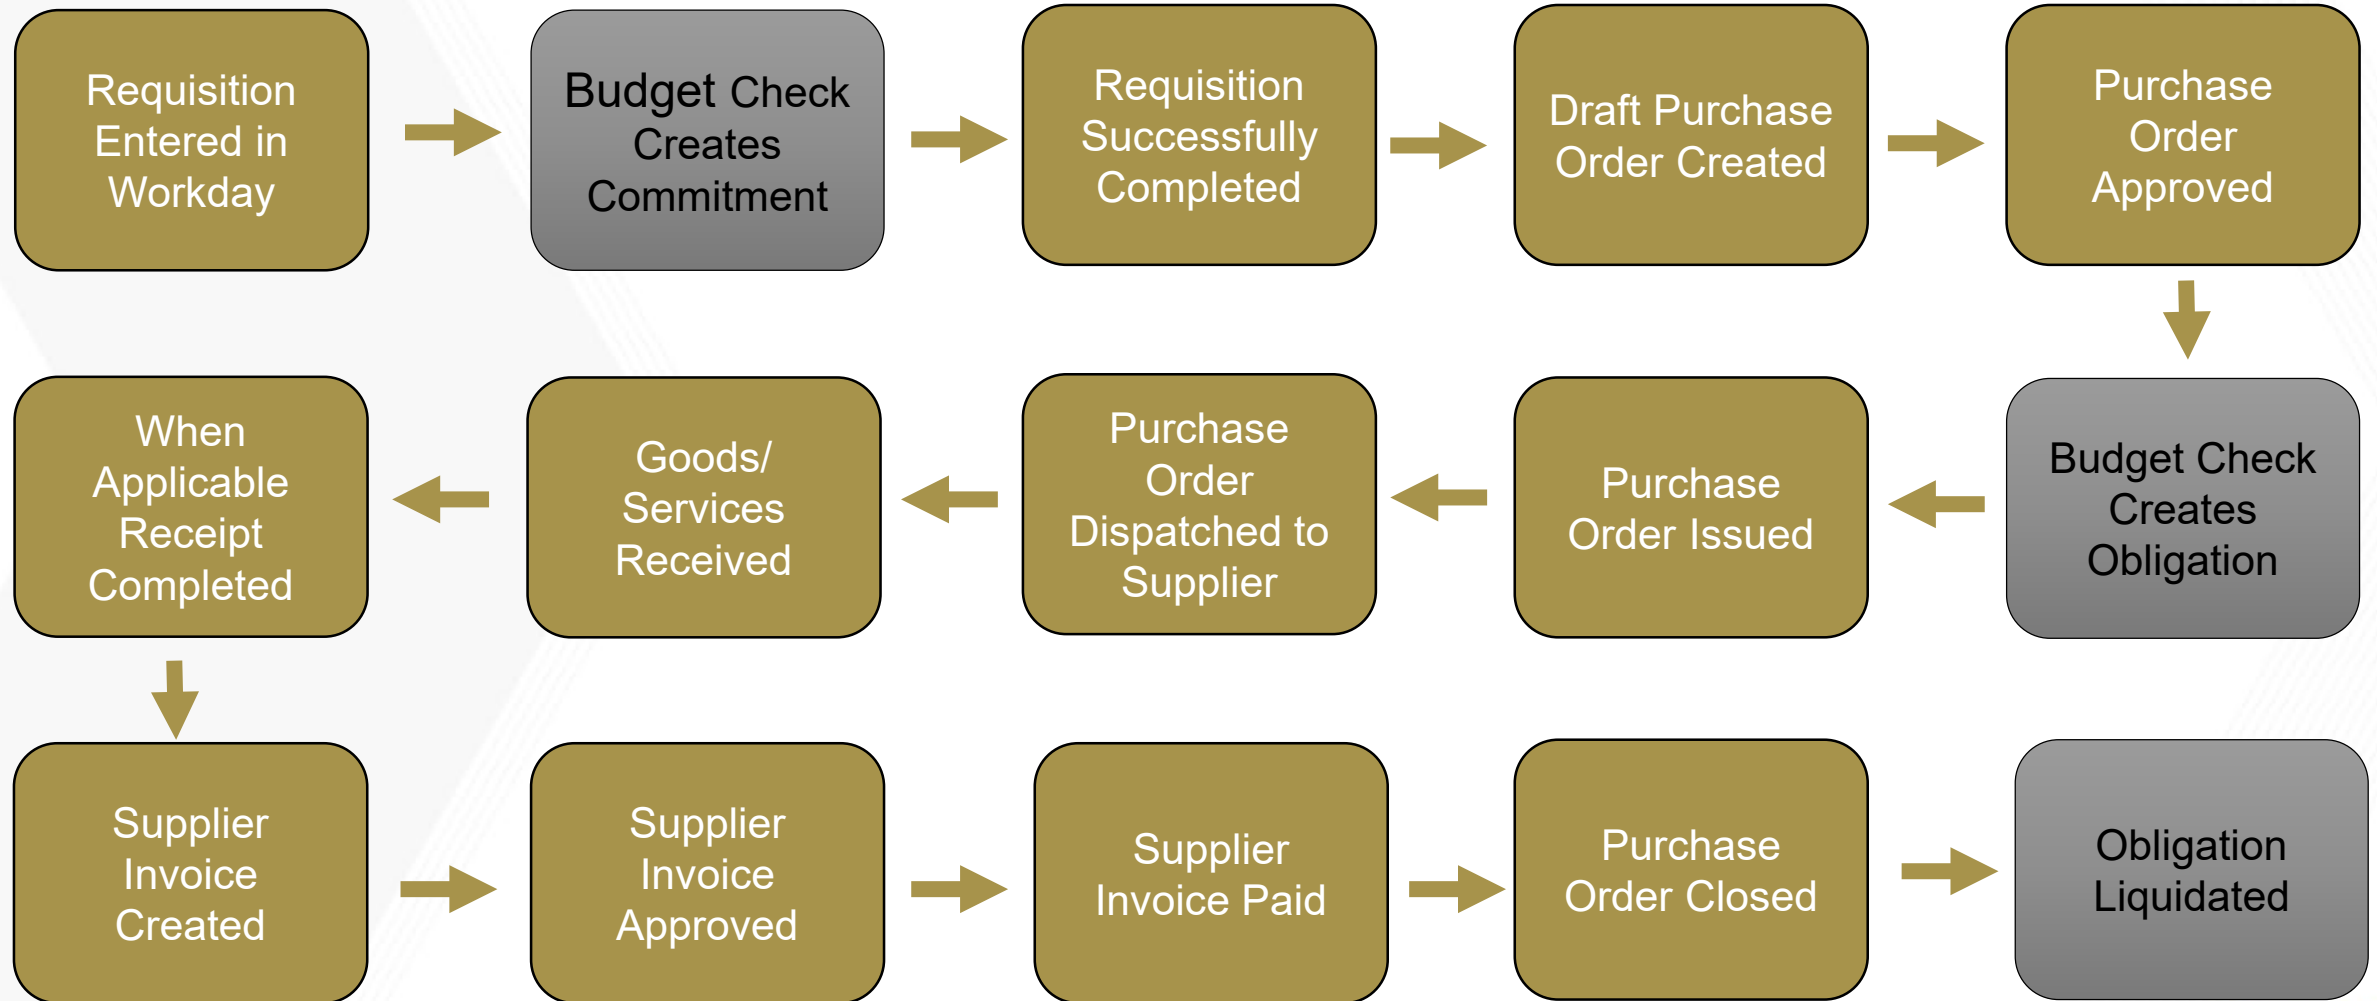 Requisition
Entered in
Workday
Budget Check
Creates
Commitment
Requisition
Successfully
Completed
Draft Purchase
Order Created
Purchase
Order
Approved
Budget Check
Creates
Obligation
Purchase
Order Issued
Purchase
Order
Dispatched to
Supplier
Goods/
Services
Received
When
Applicable
Receipt
Completed
Supplier
Invoice
Created
Supplier
Invoice
Approved
Supplier
Invoice Paid
Purchase
Order Closed
Obligation
Liquidated